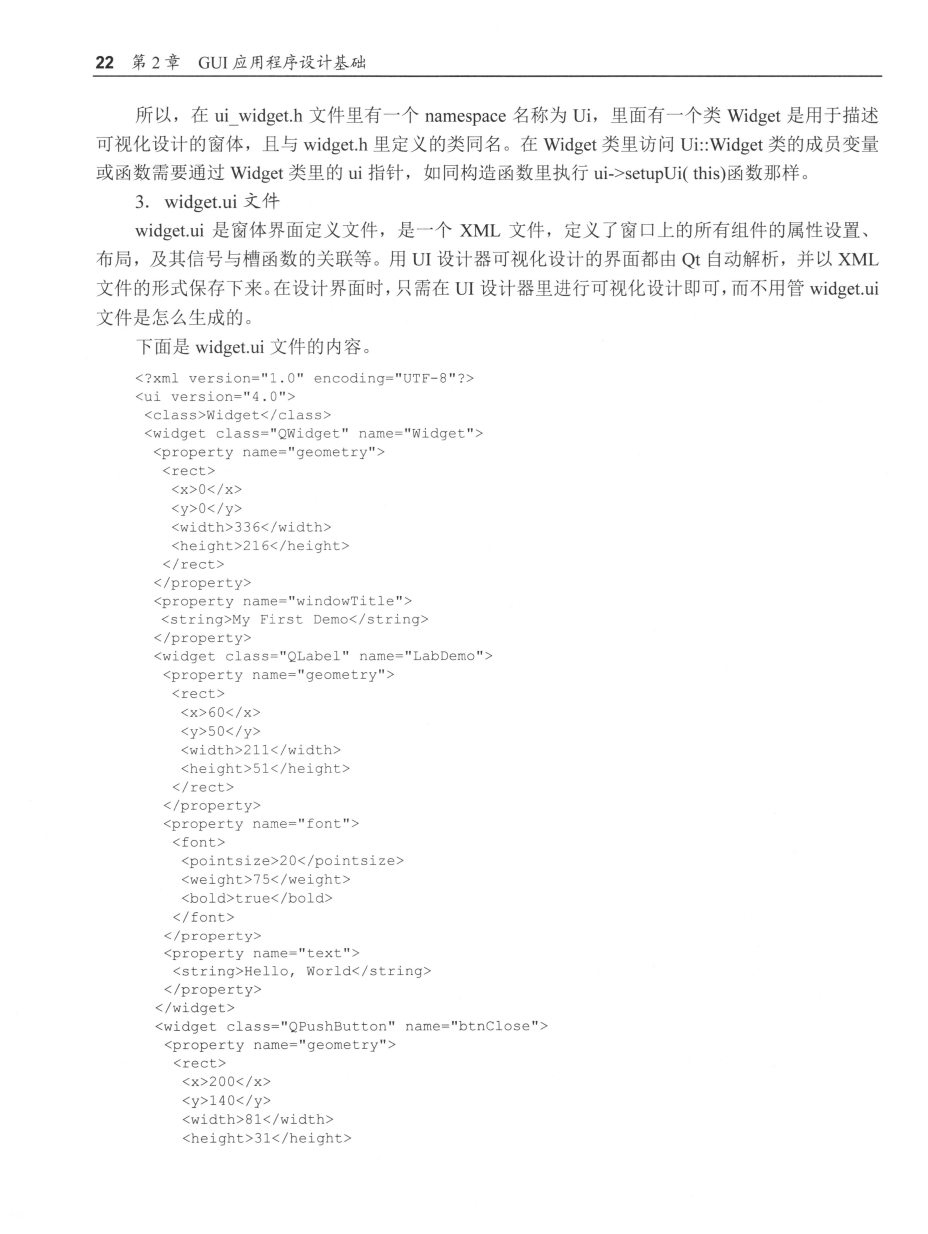 22 第 2 章 GUI 应用程序设计基础
所以，在 ui_widget.h 文件里有一个 namespace 名称为 Ui，里面有一个类 Widget 是用于描述
可视化设计的窗体，且与 widget.h 里定义的类同名。在 Widget 类里访问 Ui::Widget 类的成员变量
或函数需要通过 Widget 类里的 ui 指针，如同构造函数里执行 ui->setupUi( this)函数那样。
3．widget.ui 文件
widget.ui 是窗体界面定义文件，是一个 XML 文件，定义了窗口上的所有组件的属性设置、
布局，及其信号与槽函数的关联等。用 UI 设计器可视化设计的界面都由 Qt 自动解析，并以 XML
文件的形式保存下来。在设计界面时，只需在 UI 设计器里进行可视化设计即可，而不用管 widget.ui
文件是怎么生成的。
下面是 widget.ui 文件的内容。
<?xml version="1.0" encoding="UTF-8"?>
<ui version="4.0">
<class>Widget</class>
<widget class="QWidget" name="Widget">
<property name="geometry">
<rect>
<x>0</x>
<y>0</y>
<width>336</width>
<height>216</height>
</rect>
</property>
<property name="windowTitle">
<string>My First Demo</string>
</property>
<widget class="QLabel" name="LabDemo">
<property name="geometry">
<rect>
<x>60</x>
<y>50</y>
<width>211</width>
<height>51</height>
</rect>
</property>
<property name="font">
<font>
<pointsize>20</pointsize>
<weight>75</weight>
<bold>true</bold>
</font>
</property>
<property name="text">
<string>Hello, World</string>
</property>
</widget>
<widget class="QPushButton" name="btnClose">
<property name="geometry">
<rect>
<x>200</x>
<y>140</y>
<width>81</width>
<height>31</height>